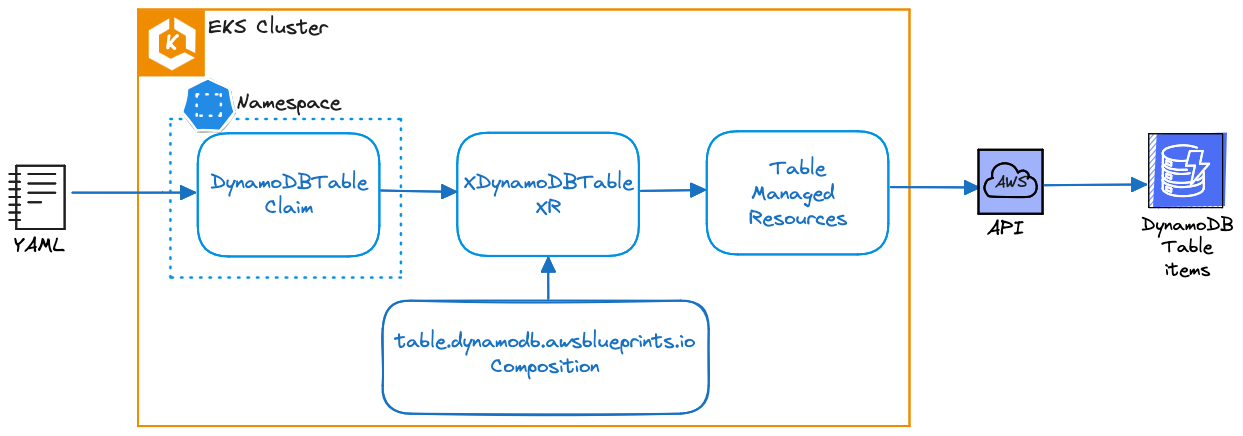 EKS Cluster
K
Namespace
DynamoDBTable
Claim
XDynamoDBTable
XR
Table
Managed
Resources
AWS
API
DynamoDB
Table
items
YAML
table.dynamodb.awsblueprints.io
Composition